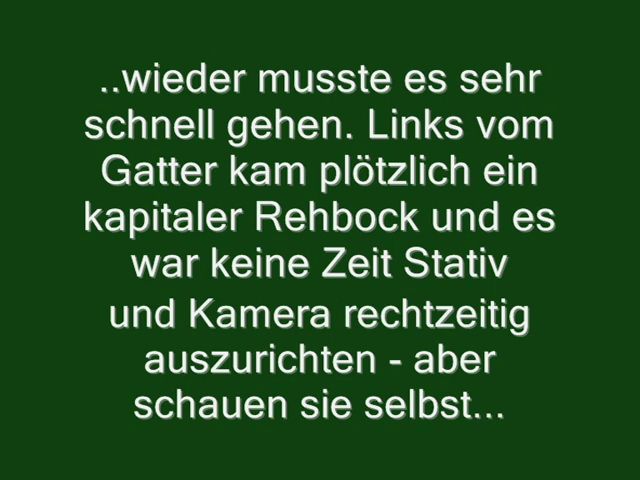 ..wieder musste es sehr
schnell gehen. Links vom
Gatter kam plötzlich ein
kapitaler Rehbock und es
war keine Zeit Stativ
und Kamera rechtzeitig
auszurichten - aber
schauen sie selbst...